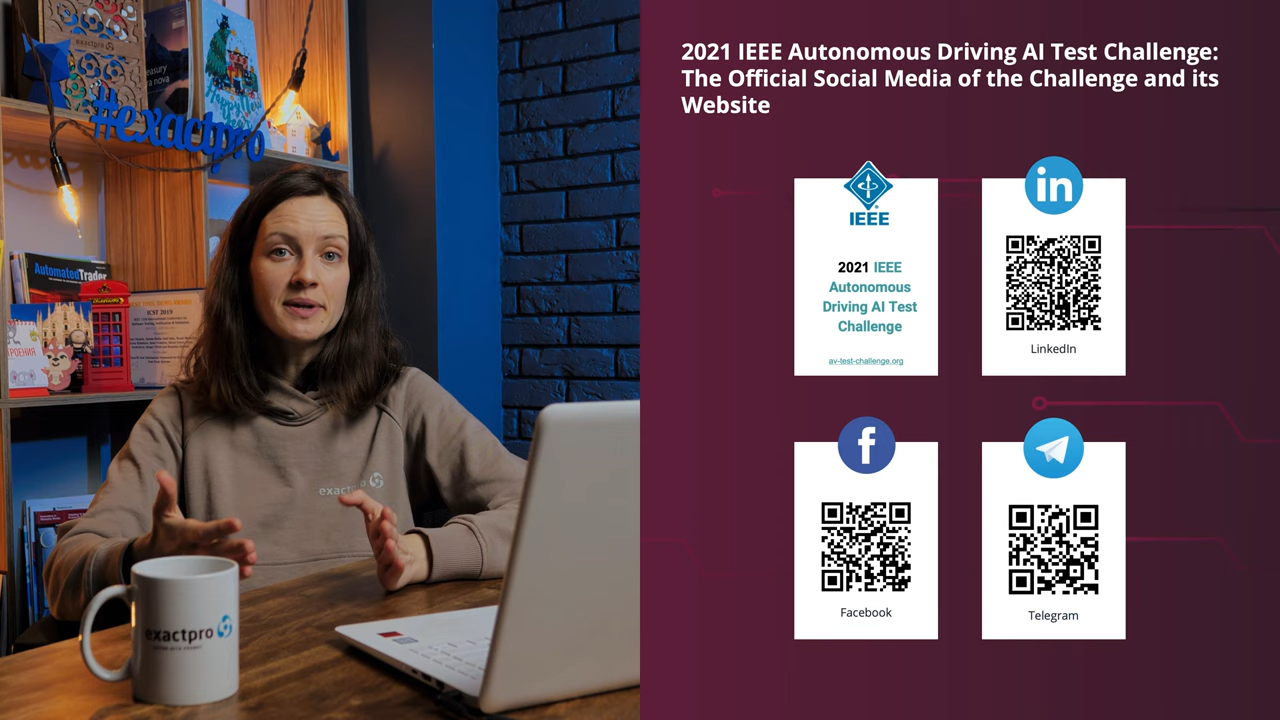 exactpro
#exactpro
AutomatedTrader
ICST 2019
exactpro
exactpro
2021 IEEE Autonomous Driving AI Test Challenge:
The Official Social Media of the Challenge and its
Website
IEEE
2021 IEEE
Autonomous
Driving AI Test
Challenge
av-test-challenge.org
in
LinkedIn
f
Facebook
Telegram